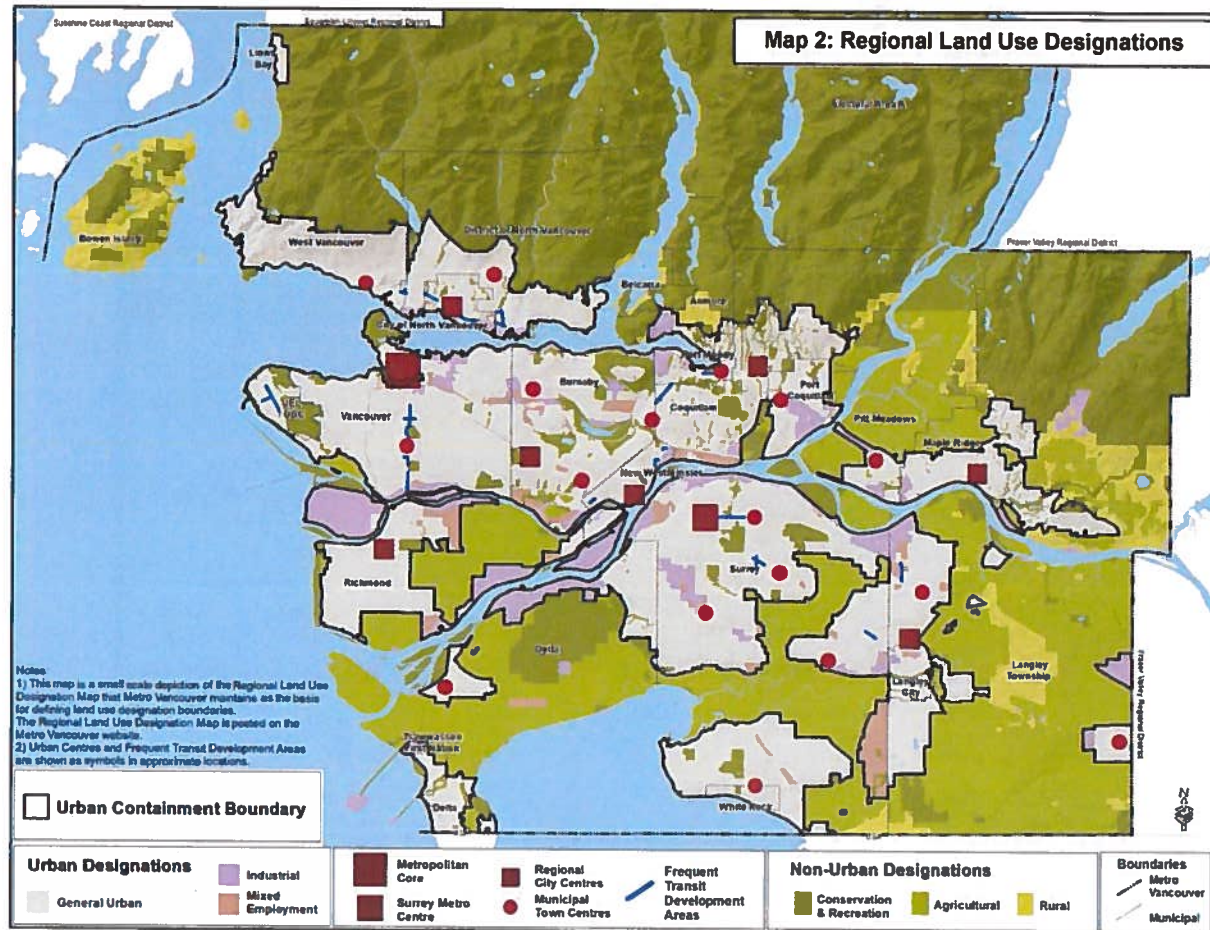 Sunshine Coast Regional District
Map 2: Regional Land Use Designations
Lions
Bay
Electoral Area A
Bowen Island
West Vancouver
District of North Vancouver
Fraser Valley Regional District
Belcarra
Anmore
City of North Vancouver
Port Moody
Burnaby
Port
Coquitlam
Coquitlam
Vancouver
Pitt Meadows
Maple Ridge
New Westminster
Richmond
Surrey
Delta
Langley
Township
Langley
City
Fraser Valley Regional District
Tsawwassen
First Nation
Delta
White Rock
Notes
1) This map is a small scale depiction of the Regional Land Use
Designation Map that Metro Vancouver maintains as the basis
for defining land use designation boundaries.
The Regional Land Use Designation Map is posted on the
Metro Vancouver website.
2) Urban Centres and Frequent Transit Development Areas
are shown as symbols in approximate locations.
N
Urban Containment Boundary
Urban Designations
General Urban
Industrial
Mixed
Employment
Metropolitan
Core
Surrey Metro
Centre
Regional
City Centres
Municipal
Town Centres
Frequent
Transit
Development
Areas
Non-Urban Designations
Conservation
& Recreation
Agricultural
Rural
Boundaries
Metro
Vancouver
Municipal